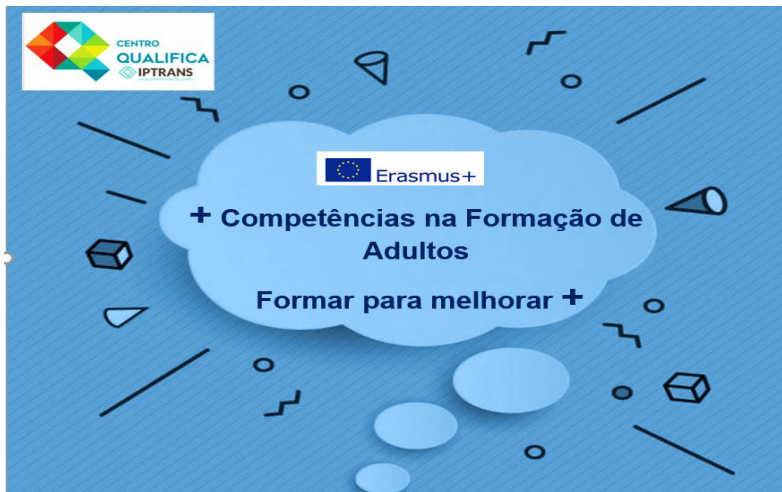 CENTRO
QUALIFICA
IPTRANS
Erasmus+
+ Competências na Formação de
Adultos
Formar para melhorar +